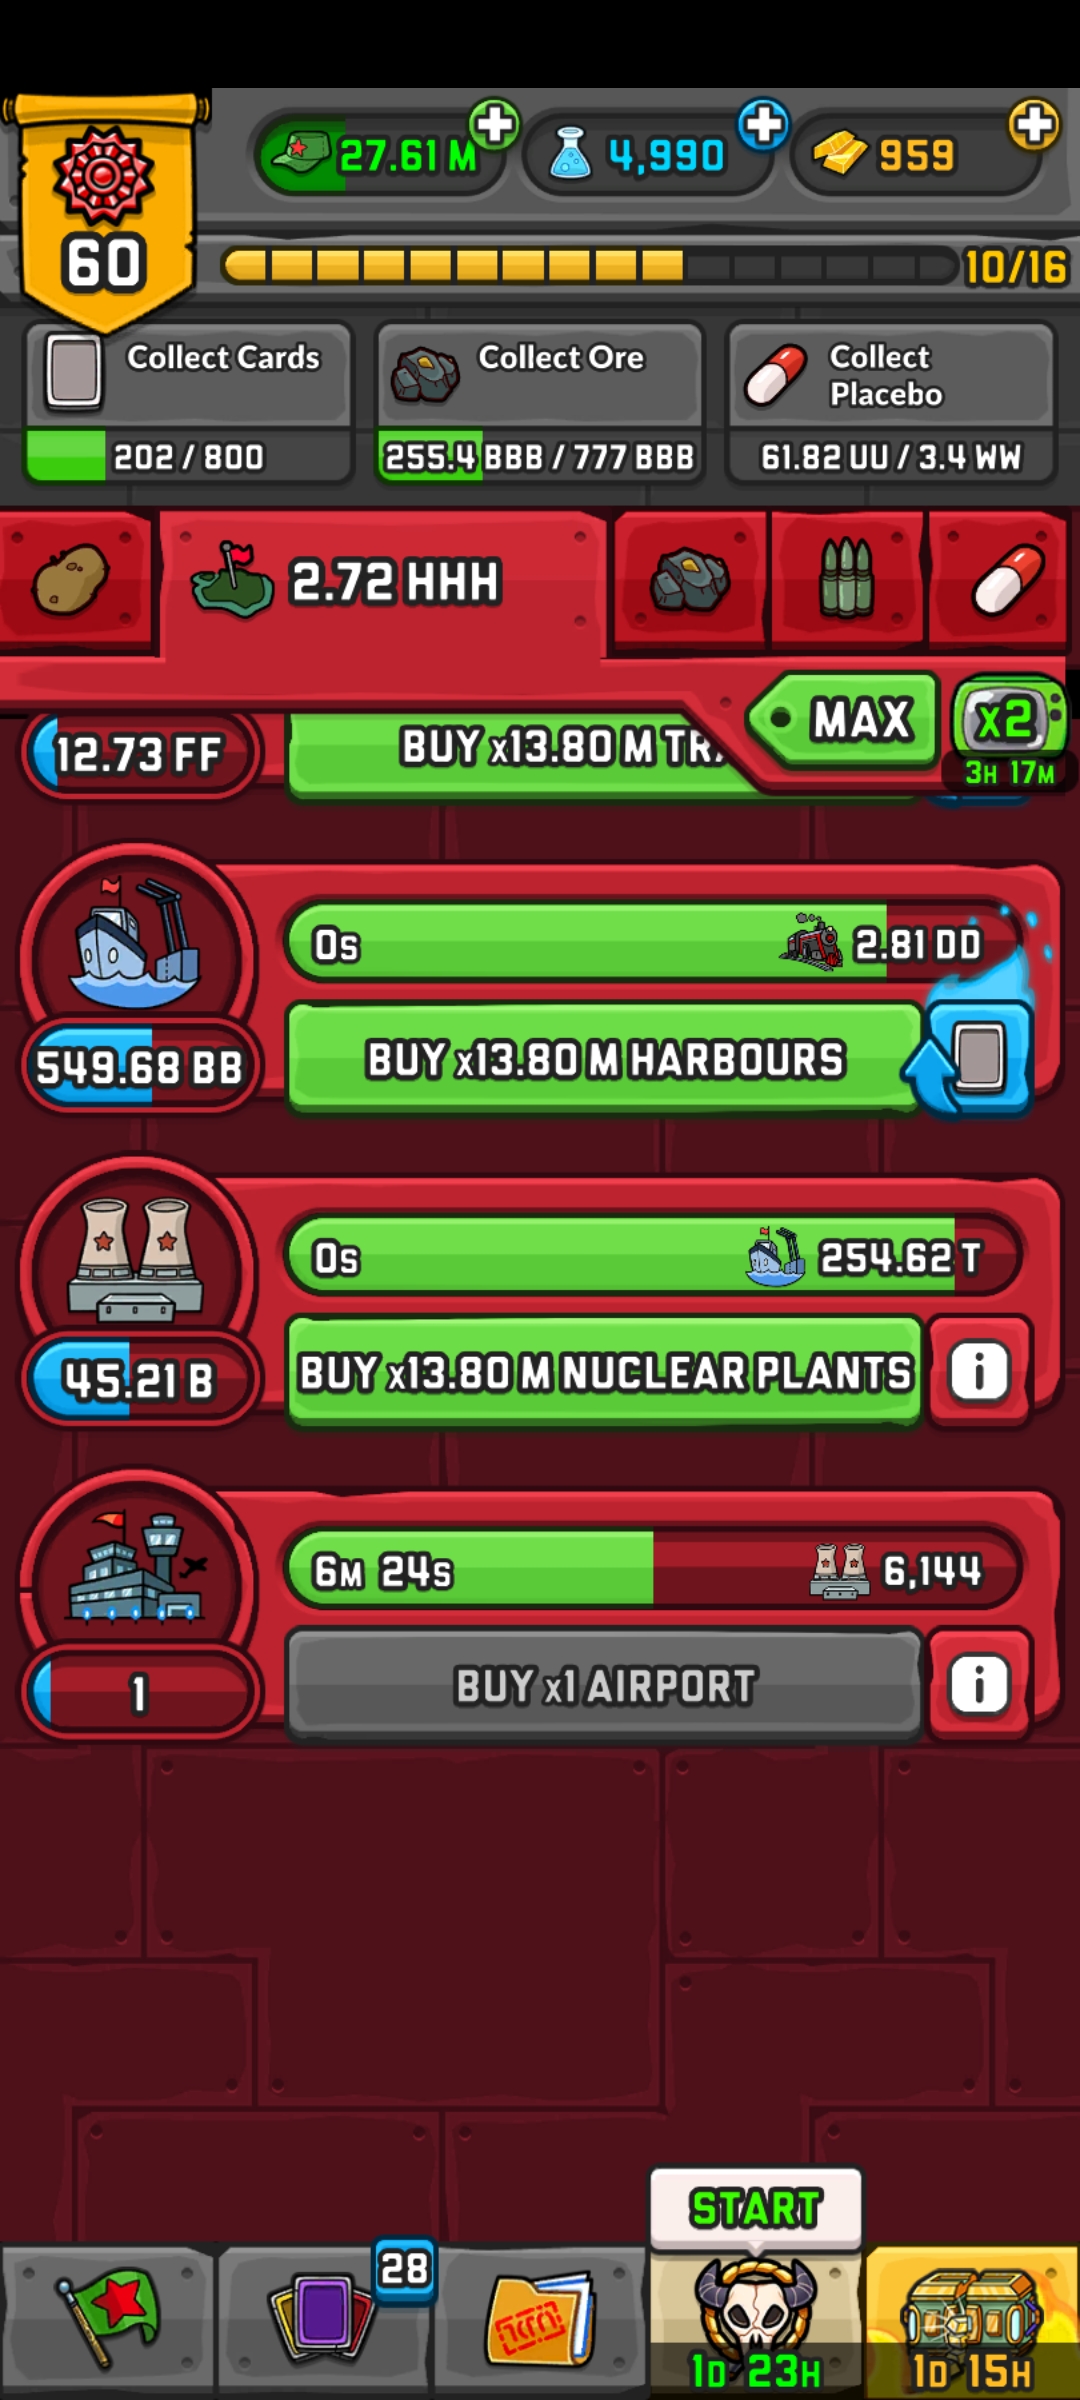 60
27.61 M
4,990
959
10/16
Collect Cards
202 / 800
Collect Ore
255.4 BBB / 777 BBB
Collect
Placebo
61.82 UU / 3.4 WW
2.72 HHH
MAX
x2
3H 17M
12.73 FF
BUY x13.80 M
0s
2.81 DD
549.68 BB
BUY x13.80 M HARBOURS
0s
254.62 T
45.21 B
BUY x13.80 M NUCLEAR PLANTS
i
6M 24s
6,144
1
BUY x1 AIRPORT
i
START
28
1D 23H
1D 15H